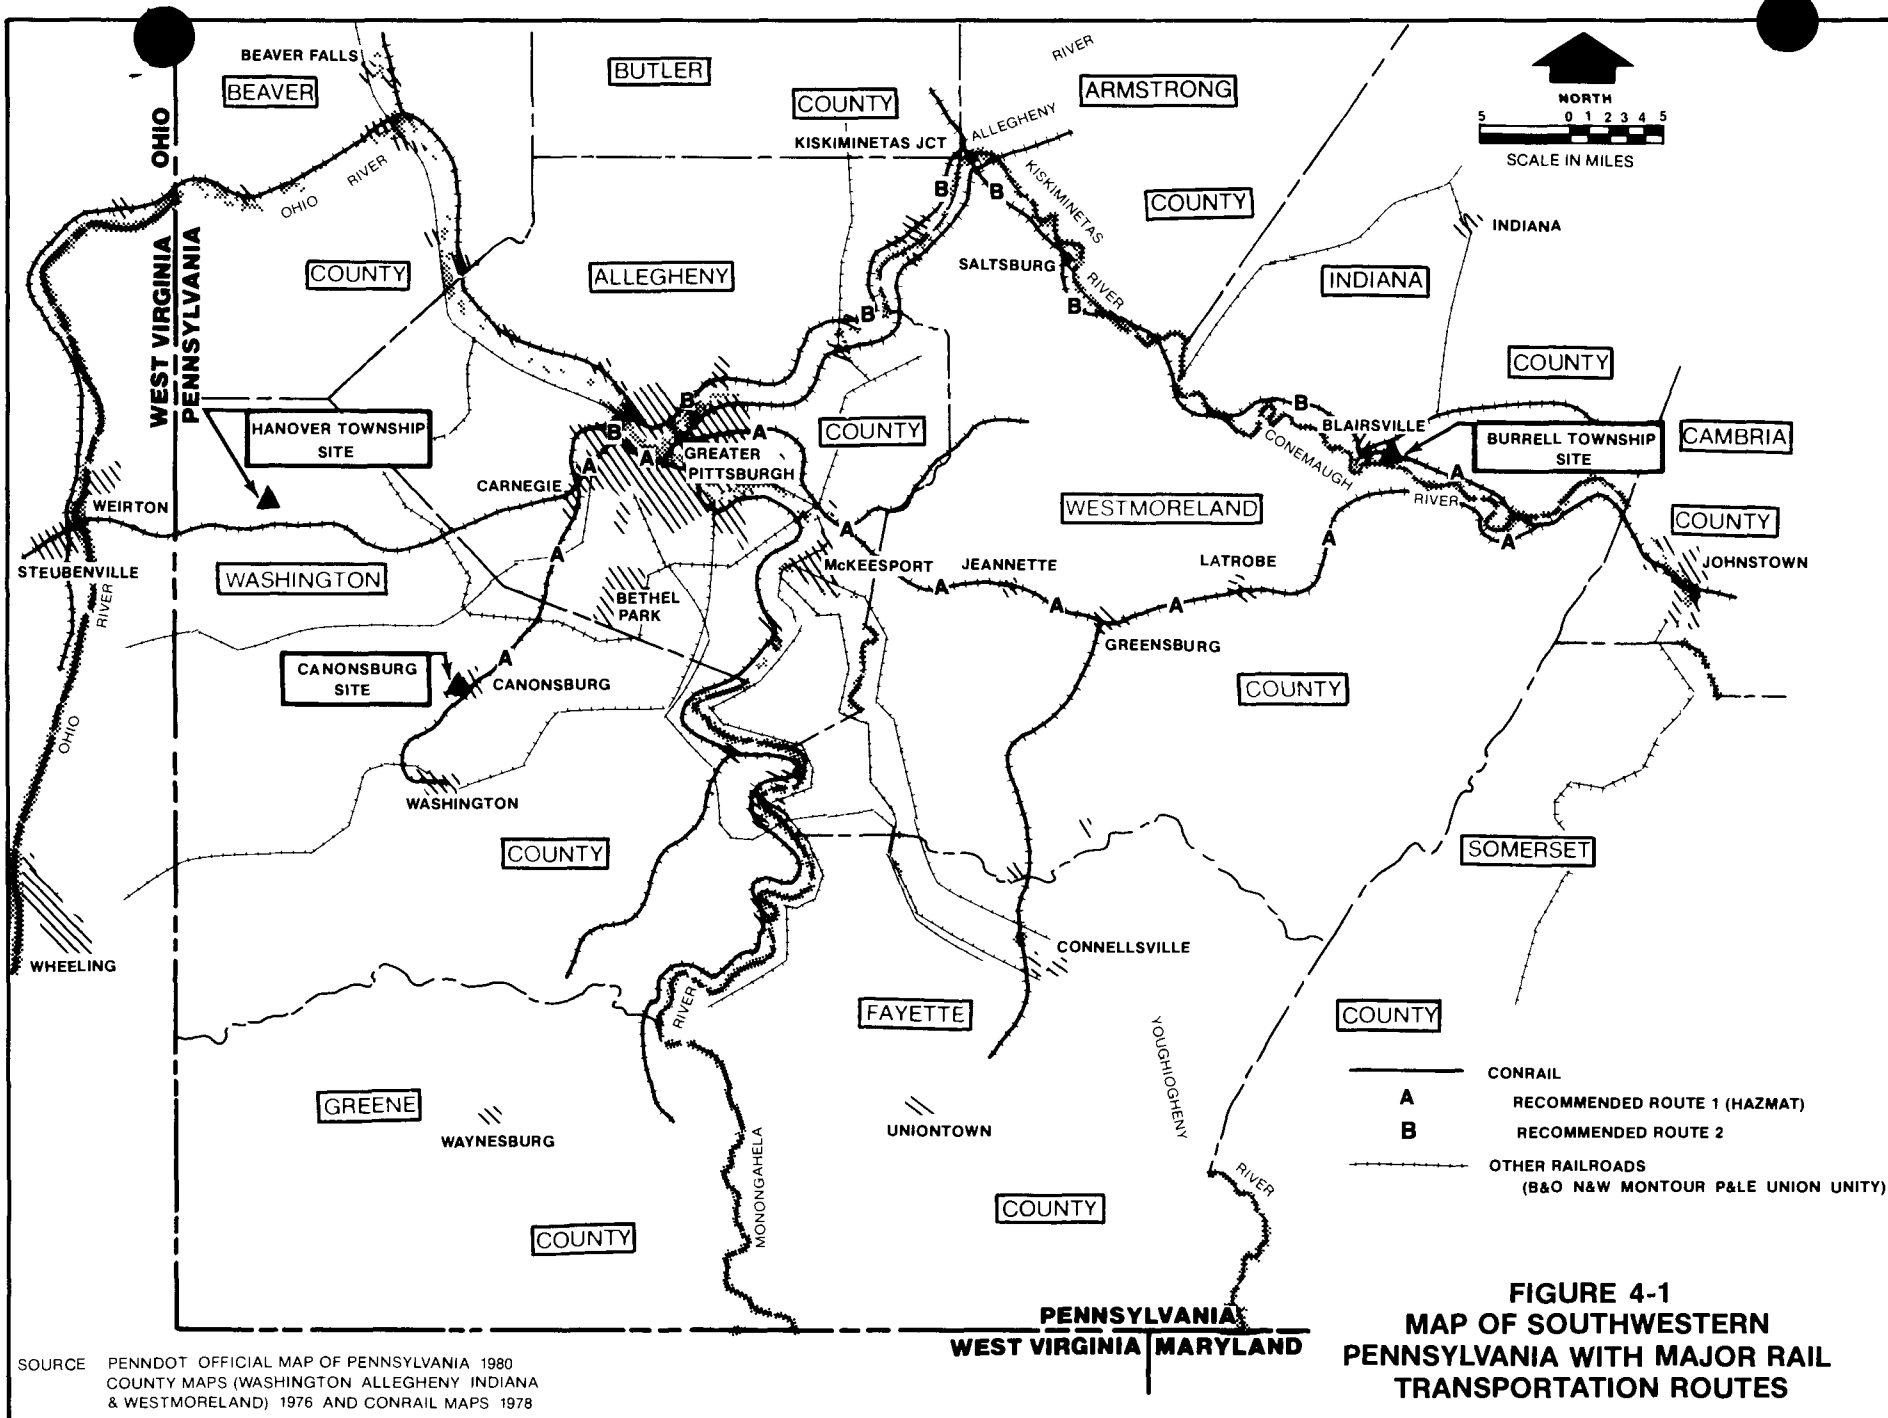 BEAVER FALLS
BEAVER
BUTLER
COUNTY
RIVER
ARMSTRONG
NORTH
5 0 1 2 3 4 5
SCALE IN MILES
OHIO
KISKIMINETAS JCT
ALLEGHENY
RIVER
OHIO
B
B
KISKIMINETAS
COUNTY
INDIANA
WEST VIRGINIA
PENNSYLVANIA
COUNTY
ALLEGHENY
SALTSBURG
RIVER
INDIANA
B
B
COUNTY
HANOVER TOWNSHIP
SITE
B
B
A
A
A
GREATER
PITTSBURGH
COUNTY
B
BLAIRSVILLE
CONEMAUGH
RIVER
BURRELL TOWNSHIP
SITE
CAMBRIA
COUNTY
A
CARNEGIE
WEIRTON
WESTMORELAND
A
A
A
A
STEUBENVILLE
WASHINGTON
RIVER
BETHEL
PARK
McKEESPORT
JEANNETTE
LATROBE
JOHNSTOWN
A
A
A
GREENSBURG
CANONSBURG
SITE
A
CANONSBURG
COUNTY
OHIO
WASHINGTON
COUNTY
SOMERSET
WHEELING
CONNELLSVILLE
RIVER
FAYETTE
COUNTY
YOUGHIOGHENY
GREENE
WAYNESBURG
UNIONTOWN
MONONGAHELA
RIVER
COUNTY
COUNTY
CONRAIL
A RECOMMENDED ROUTE 1 (HAZMAT)
B RECOMMENDED ROUTE 2
OTHER RAILROADS
(B&O N&W MONTOUR P&LE UNION UNITY)
PENNSYLVANIA
WEST VIRGINIA MARYLAND
FIGURE 4-1
MAP OF SOUTHWESTERN
PENNSYLVANIA WITH MAJOR RAIL
TRANSPORTATION ROUTES
SOURCE PENNDOT OFFICIAL MAP OF PENNSYLVANIA 1980
COUNTY MAPS (WASHINGTON ALLEGHENY INDIANA
& WESTMORELAND) 1976 AND CONRAIL MAPS 1978